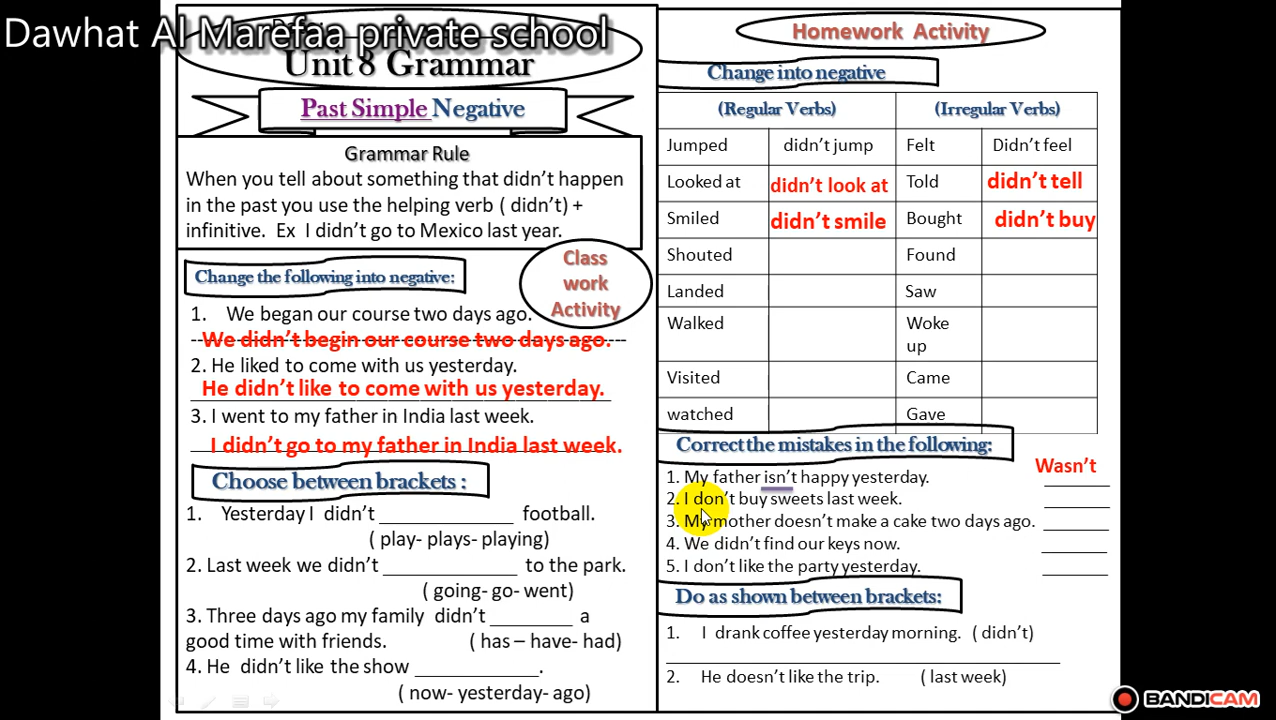 Dawhat Al Marefaa private school
Unit 8 Grammar
Past Simple Negative
Grammar Rule
When you tell about something that didn't happen
in the past you use the helping verb ( didn't) +
infinitive. Ex I didn't go to Mexico last year.
Class
work
Activity
Change the following into negative:
1. We began our course two days ago.
We didn't begin our course two days ago.
2. He liked to come with us yesterday.
He didn't like to come with us yesterday.
3. I went to my father in India last week.
I didn't go to my father in India last week.
Choose between brackets :
1. Yesterday I didn't ____________ football.
( play- plays- playing)
2. Last week we didn't ____________ to the park.
( going- go- went)
3. Three days ago my family didn't ________ a
good time with friends. ( has – have- had)
4. He didn't like the show ___________.
( now- yesterday- ago)
Homework Activity
Change into negative
(Regular Verbs) (Irregular Verbs)
Jumped didn't jump Felt Didn't feel
Looked at didn't look at Told didn't tell
Smiled didn't smile Bought didn't buy
Shouted Found
Landed Saw
Walked Woke
up
Visited Came
watched Gave
Correct the mistakes in the following:
1. My father isn't happy yesterday. Wasn't
2. I don't buy sweets last week.
3. My mother doesn't make a cake two days ago.
4. We didn't find our keys now.
5. I don't like the party yesterday.
Do as shown between brackets:
1. I drank coffee yesterday morning. ( didn't)
2. He doesn't like the trip. ( last week)
BANDICAM